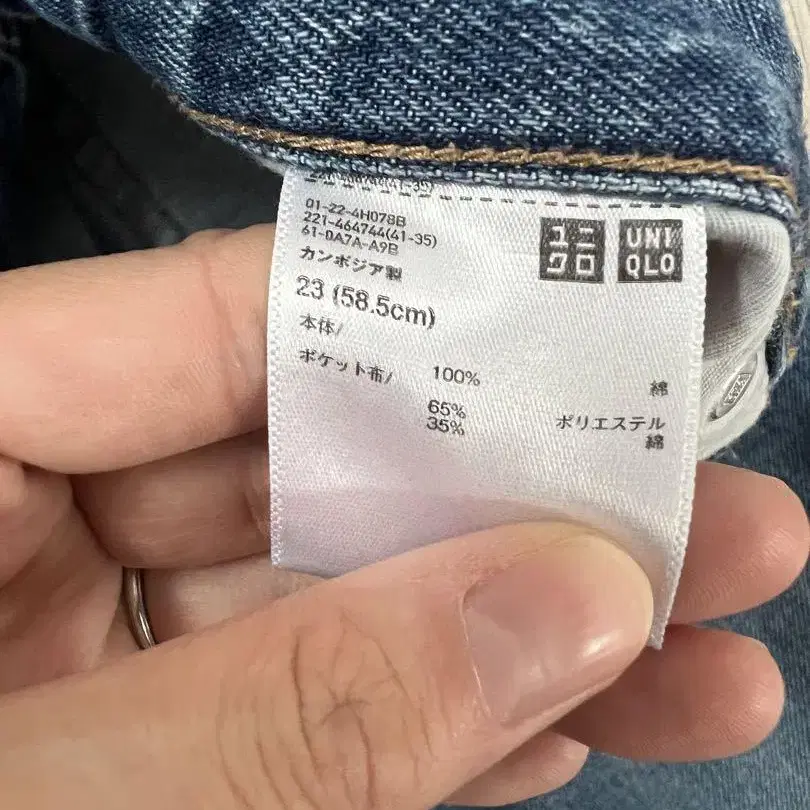 01-22-4H078B
221-464744(41-35)
61-DA7A-A9B
カンボジア製
23 (58.5cm)
本体/
100% 綿
ポケット布/
65% ポリエステル
35% 綿
ユニ
クロ
UNI
QLO